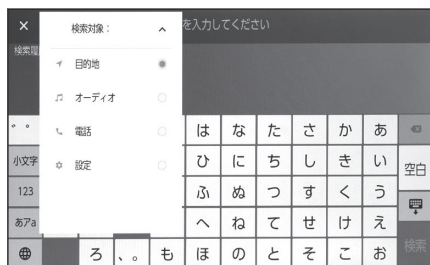 検索対象：
を入力してください
検索履
目的地
オーディオ
電話
設定
゛ ゜
は な た さ か あ
小文字
ひ に ち し き い
空白
123
ふ ぬ つ す く う
あ7a
へ ね て せ け え
ろ 、。 も ほ の と そ こ お
検索